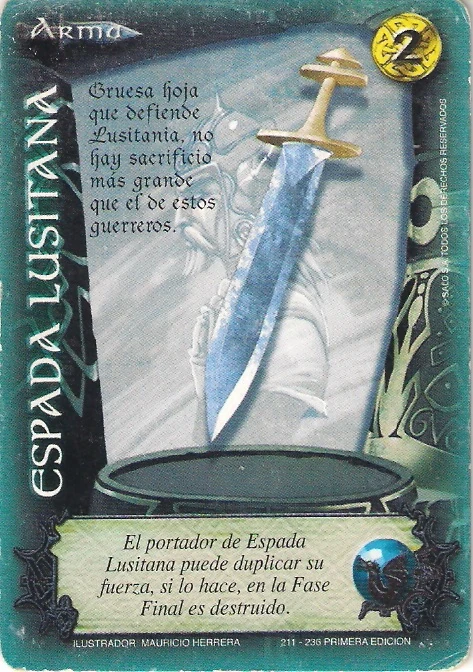 Arma
2
ESPADA LUSITANA
Gruesa hoja
que defiende
Lusitania, no
hay sacrificio
más grande
que el de estos
guerreros.
© SALO S.A. TODOS LOS DERECHOS RESERVADOS
El portador de Espada
Lusitana puede duplicar su
fuerza, si lo hace, en la Fase
Final es destruido.
ILUSTRADOR: MAURICIO HERRERA 211 - 236 PRIMERA EDICION